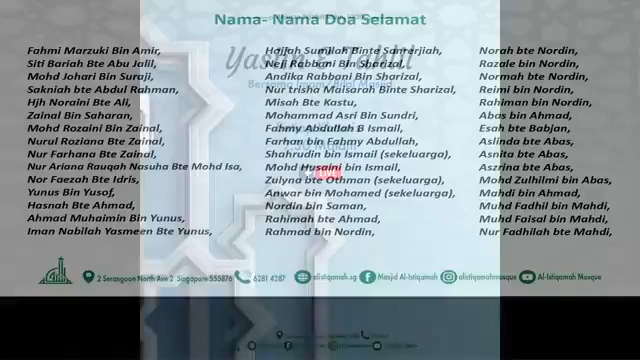 Nama- Nama Doa Selamat
Fahmi Marzuki Bin Amir,
Siti Bariah Bte Abu Jalil,
Mohd Johari Bin Suraji,
Sakniah bte Abdul Rahman,
Hjh Noraini Bte Ali,
Zainal Bin Saharan,
Mohd Rozaini Bin Zainal,
Nurul Roziana Bte Zainal,
Nur Farhana Bte Zainal,
Nur Ariana Rauqah Nasuha Bte Mohd Isa,
Nor Faezah Bte Idris,
Yunus Bin Yusof,
Hasnah Bte Ahmad,
Ahmad Muhaimin Bin Yunus,
Iman Nabilah Yasmeen Bte Yunus,
Hajjah Sumilah Binte Sarrerjiah,
Nefi Rabbani Bin Sharizal,
Andika Rabbani Bin Sharizal,
Nur trisha Maisarah Binte Sharizal,
Misah Bte Kastu,
Mohammad Asri Bin Sundri,
Fahmy Abdullah B Ismail,
Farhan bin Fahmy Abdullah,
Shahrudin bin Ismail (sekeluarga),
Mohd Husaini bin Ismail,
Zulyna bte Othman (sekeluarga),
Anwar bin Mohamed (sekeluarga),
Nordin bin Saman,
Rahimah bte Ahmad,
Rahmad bin Nordin,
Norah bte Nordin,
Razale bin Nordin,
Normah bte Nordin,
Reimi bin Nordin,
Rahiman bin Nordin,
Abas bin Ahmad,
Esah bte Babjan,
Aslinda bte Abas,
Asnita bte Abas,
Aszrina bte Abas,
Mohd Zulhilmi bin Abas,
Mahdi bin Ahmad,
Muhd Fadhil bin Mahdi,
Muhd Faisal bin Mahdi,
Nur Fadhilah bte Mahdi,
2 Serangoon North Ave 2 Singapore 555876
6281 4287
alistiqamah.sg
Masjid Al-Istiqamah
alistiqamahmosque
Al-Istiqamah Mosque